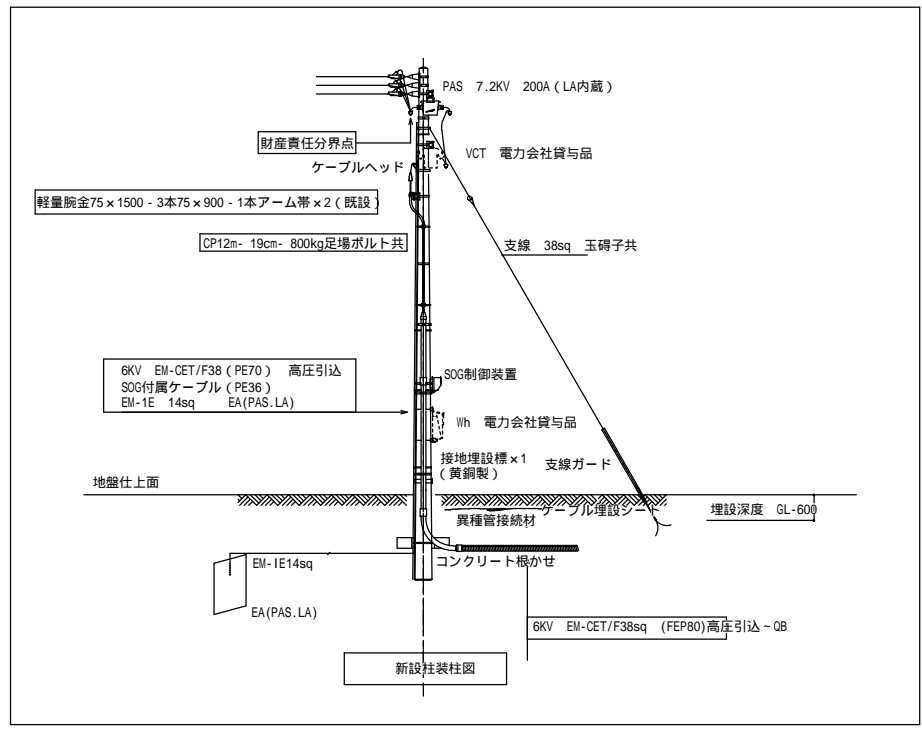 PAS 7.2KV 200A（LA内蔵）
財産責任分界点
VCT 電力会社貸与品
ケーブルヘッド
軽量腕金75×1500-3本75×900-1本アーム帯×2（既設）
CP12m-19cm-800kg足場ボルト共
支線 38sq 玉碍子共
6KV EM-CET/F38（PE70） 高圧引込
SOG付属ケーブル（PE36）
EM-1E 14sq EA(PAS.LA)
SOG制御装置
Wh 電力会社貸与品
接地埋設標×1
（黄銅製）
支線ガード
地盤仕上面
ケーブル埋設シート
異種管接続材
埋設深度 GL-600
EM-IE14sq
コンクリート根かせ
EA(PAS.LA)
6KV EM-CET/F38sq (FEP80)高圧引込～QB
新設柱装柱図